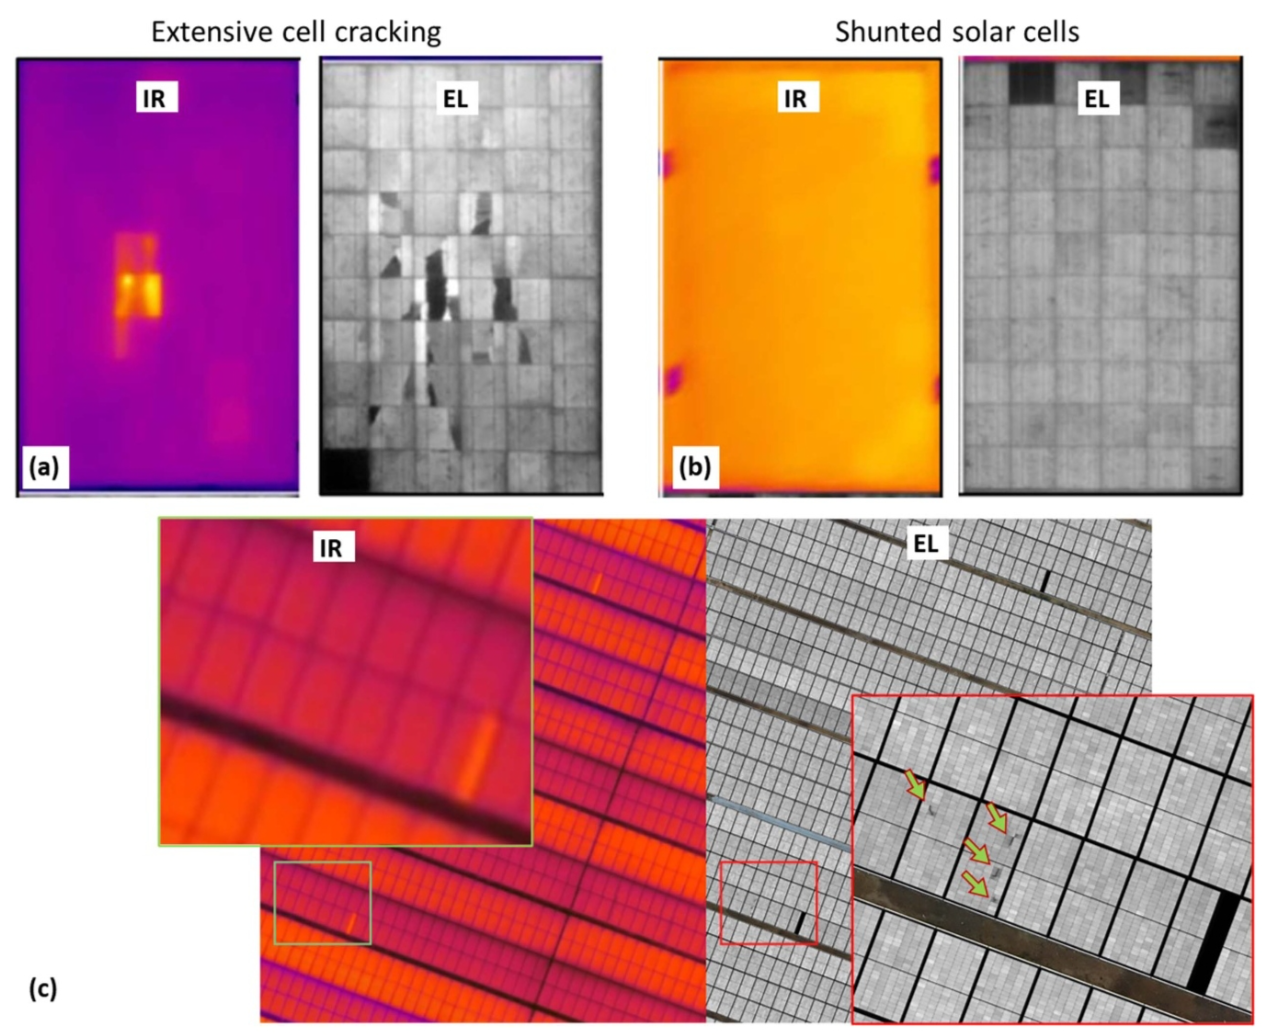 Extensive cell cracking
Shunted solar cells
IR
EL
IR
EL
(a)
(b)
IR
EL
(c)